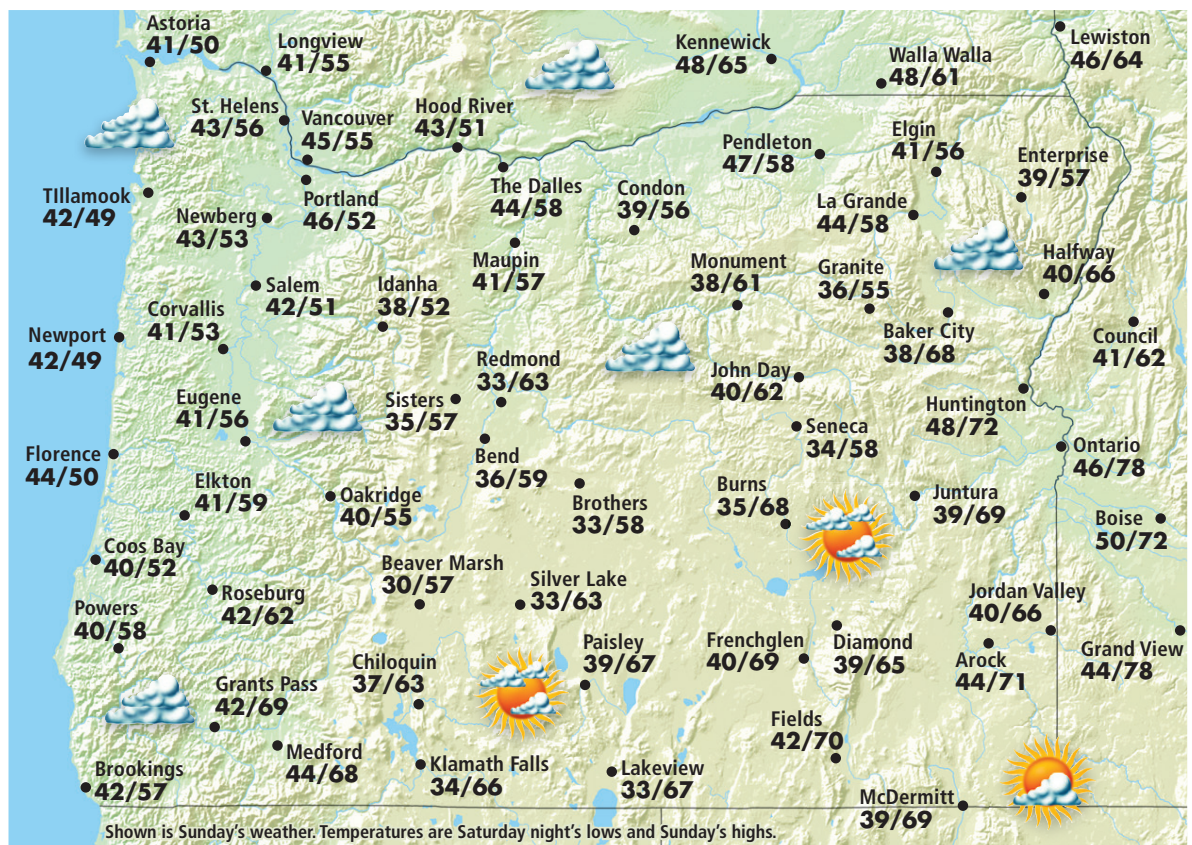 Astoria
41/50
Longview
41/55
Kennewick
48/65
Walla Walla
48/61
Lewiston
46/64
St. Helens
43/56
Vancouver
45/55
Hood River
43/51
Pendleton
47/58
Elgin
41/56
Enterprise
39/57
TIllamook
42/49
Newberg
43/53
Portland
46/52
The Dalles
44/58
Condon
39/56
La Grande
44/58
Maupin
41/57
Monument
38/61
Granite
36/55
Halfway
40/66
Salem
42/51
Idanha
38/52
Corvallis
41/53
Newport
42/49
Baker City
38/68
Council
41/62
Redmond
33/63
John Day
40/62
Eugene
41/56
Sisters
35/57
Huntington
48/72
Seneca
34/58
Florence
44/50
Bend
36/59
Ontario
46/78
Elkton
41/59
Oakridge
40/55
Brothers
33/58
Burns
35/68
Juntura
39/69
Boise
50/72
Coos Bay
40/52
Beaver Marsh
30/57
Silver Lake
33/63
Roseburg
42/62
Jordan Valley
40/66
Powers
40/58
Paisley
39/67
Frenchglen
40/69
Diamond
39/65
Arock
44/71
Grand View
44/78
Chiloquin
37/63
Grants Pass
42/69
Fields
42/70
Medford
44/68
Klamath Falls
34/66
Lakeview
33/67
Brookings
42/57
McDermitt
39/69
Shown is Sunday's weather. Temperatures are Saturday night's lows and Sunday's highs.